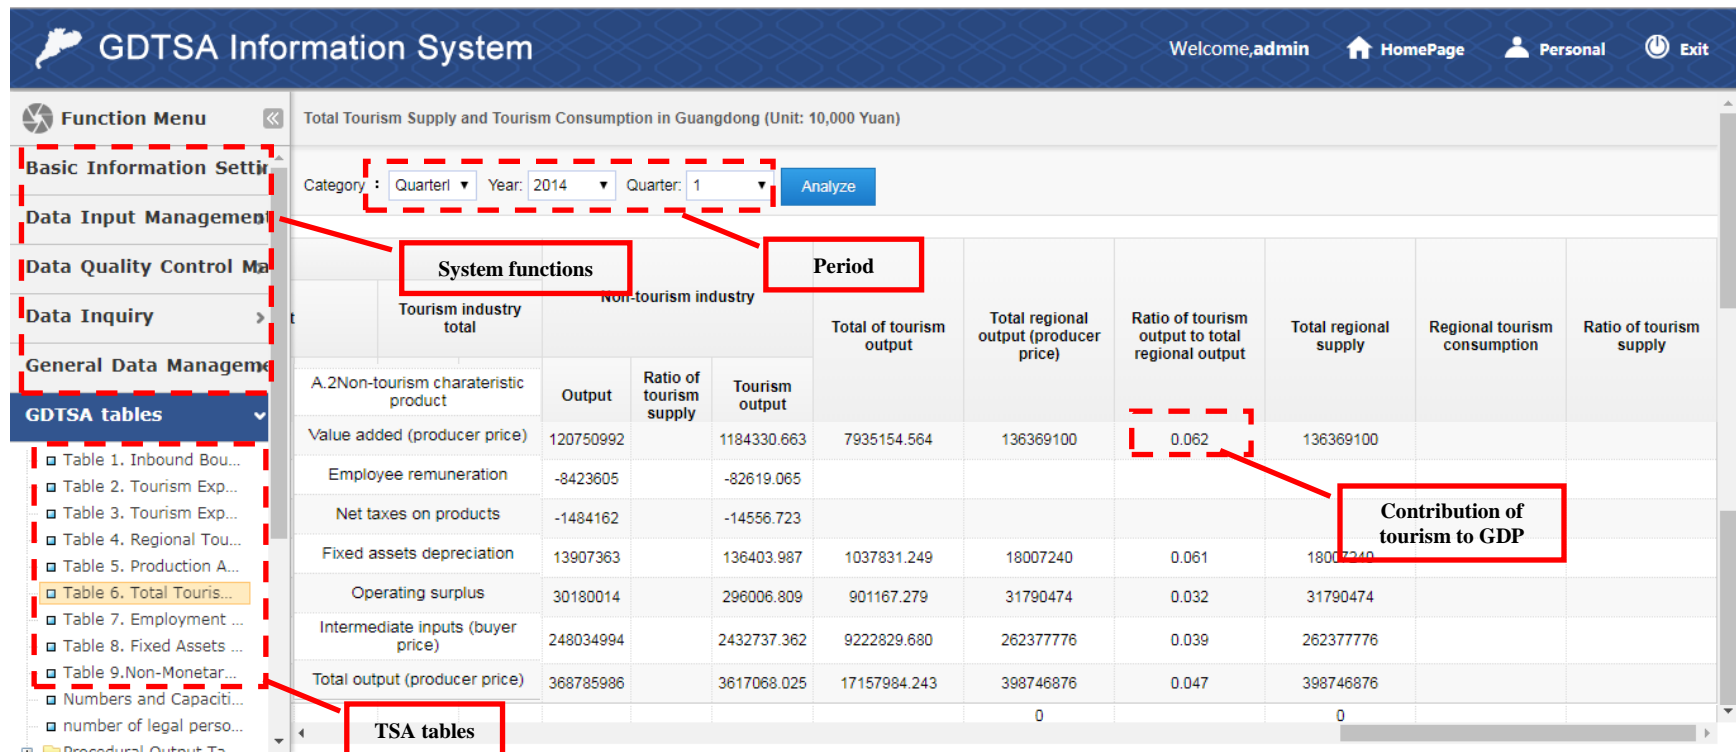 GDTSA Information System
Welcome,admin HomePage Personal Exit
Function Menu
Total Tourism Supply and Tourism Consumption in Guangdong (Unit: 10,000 Yuan)
Basic Information Settin
Data Input Management
Data Quality Control Ma
Data Inquiry
General Data Manageme
GDTSA tables
Table 1. Inbound Bou...
Table 2. Tourism Exp...
Table 3. Tourism Exp...
Table 4. Regional Tou...
Table 5. Production A...
Table 6. Total Touris...
Table 7. Employment ...
Table 8. Fixed Assets ...
Table 9.Non-Monetar...
Numbers and Capaciti...
number of legal perso...
Procedural Output Ta
Category : Quarterl Year: 2014 Quarter: 1 Analyze
System functions
Period
t
Tourism industry
total
Non-tourism industry
Total of tourism
output
Total regional
output (producer
price)
Ratio of tourism
output to total
regional output
Total regional
supply
Regional tourism
consumption
Ratio of tourism
supply
A.2Non-tourism charateristic
product
Output
Ratio of
tourism
supply
Tourism
output
Value added (producer price) 120750992 1184330.663 7935154.564 136369100 0.062 136369100
Employee remuneration -8423605 -82619.065
Net taxes on products -1484162 -14556.723
Contribution of
tourism to GDP
Fixed assets depreciation 13907363 136403.987 1037831.249 18007240 0.061 18007240
Operating surplus 30180014 296006.809 901167.279 31790474 0.032 31790474
Intermediate inputs (buyer
price) 248034994 2432737.362 9222829.680 262377776 0.039 262377776
Total output (producer price) 368785986 3617068.025 17157984.243 398746876 0.047 398746876
0 0
TSA tables